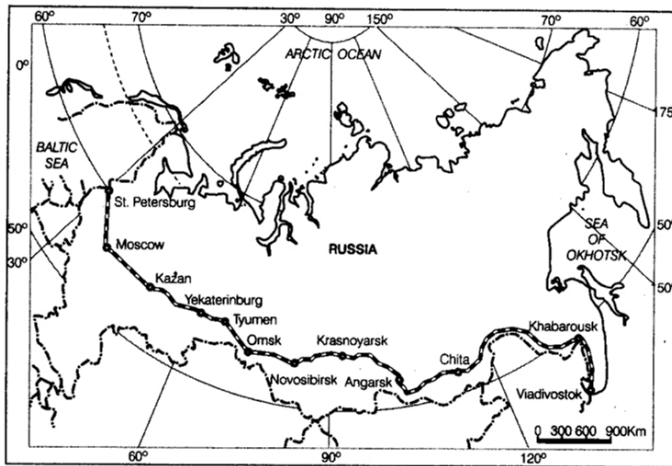 60° 70° 30° 90° 150° 70° 60°
ARCTIC OCEAN
0°
175
BALTIC
SEA
St. Petersburg
50°
30°
Moscow
RUSSIA
SEA
OF
OKHOTSK
50
50°
Kazan
Yekaterinburg
Tyumen
Omsk
Krasnoyarsk
Khabarousk
Novosibirsk
Angarsk
Chita
Viadivostok
0 300 600 900Km
60° 90° 120°